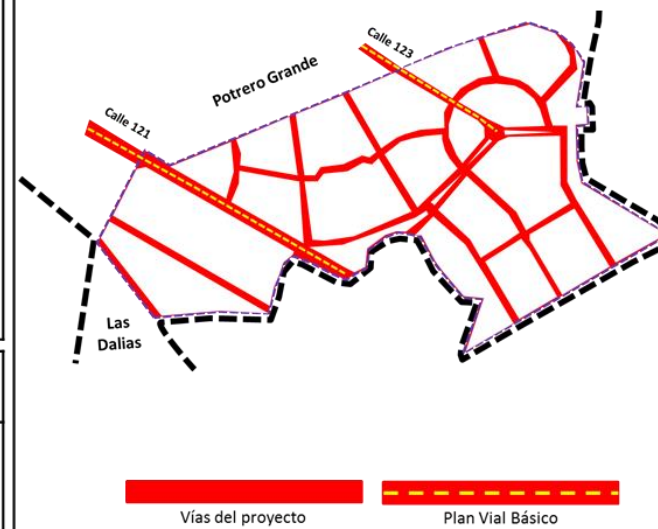 Calle 123
Potrero Grande
Calle 121
Las
Dalias
Vías del proyecto
Plan Vial Básico